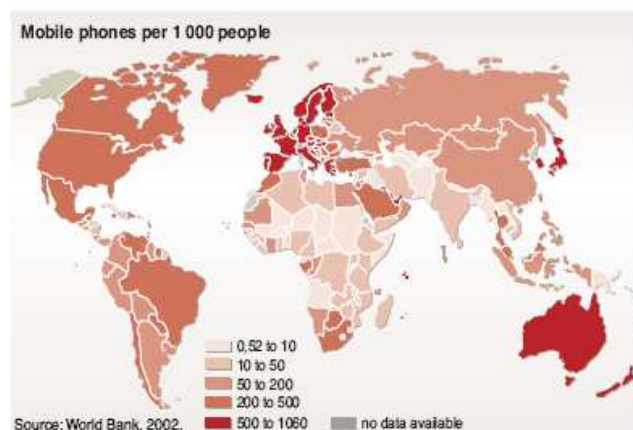 Mobile phones per 1 000 people
0,52 to 10
10 to 50
50 to 200
200 to 500
500 to 1060
no data available
Source: World Bank, 2002.